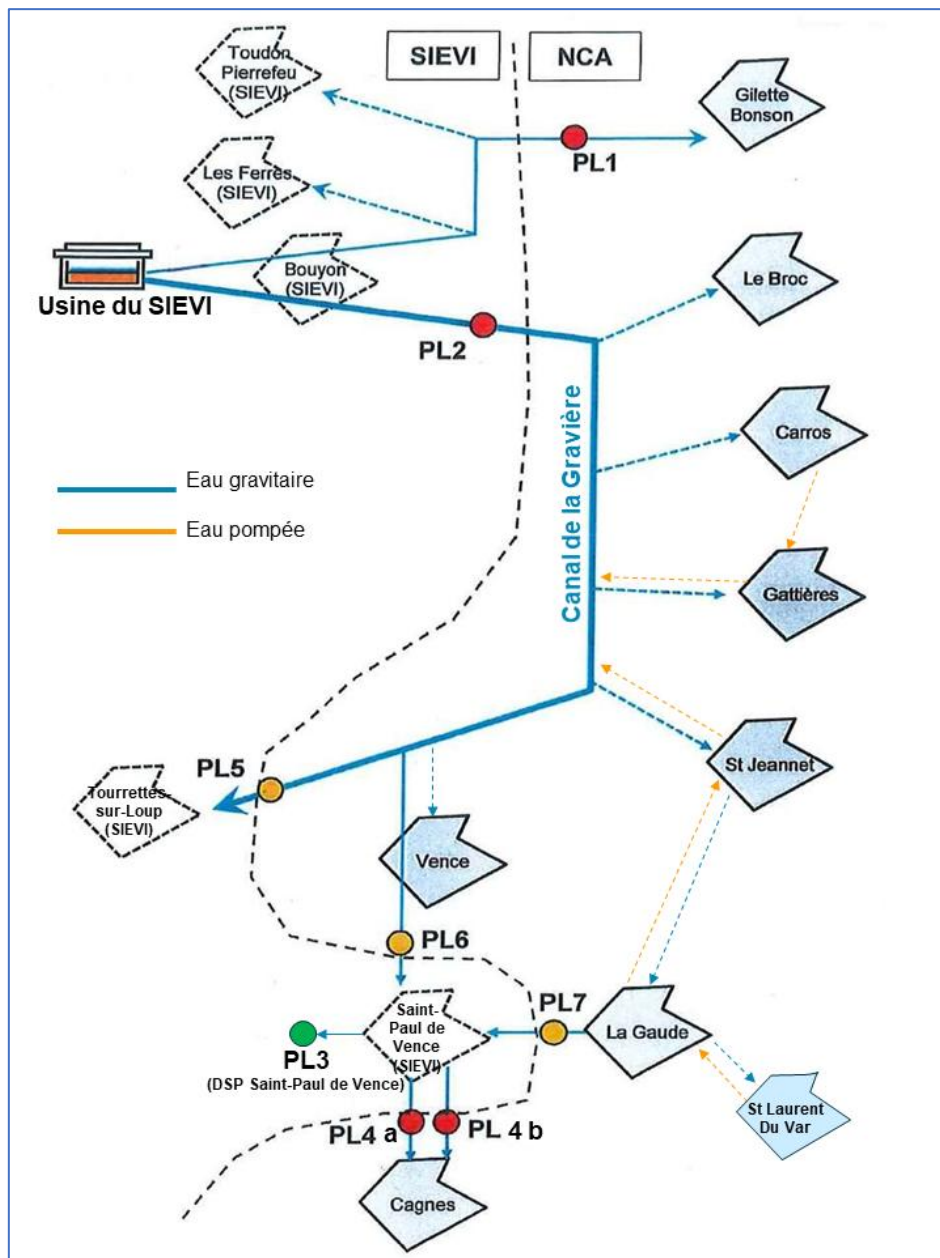 SIEVI
NCA
Toudon
Pierrefeu
(SIEVI)
Gilette
Bonson
PL1
Les Ferres
(SIEVI)
Bouyon
(SIEVI)
Le Broc
Usine du SIEVI
PL2
Canal de la Gravière
Carros
Eau gravitaire
Eau pompée
Gattières
PL5
St Jeannet
Tourrettes-
sur-Loup
(SIEVI)
Vence
PL6
Saint-
Paul de
Vence
(SIEVI)
PL7
La Gaude
PL3
(DSP Saint-Paul de Vence)
St Laurent
Du Var
PL4 a
PL 4 b
Cagnes